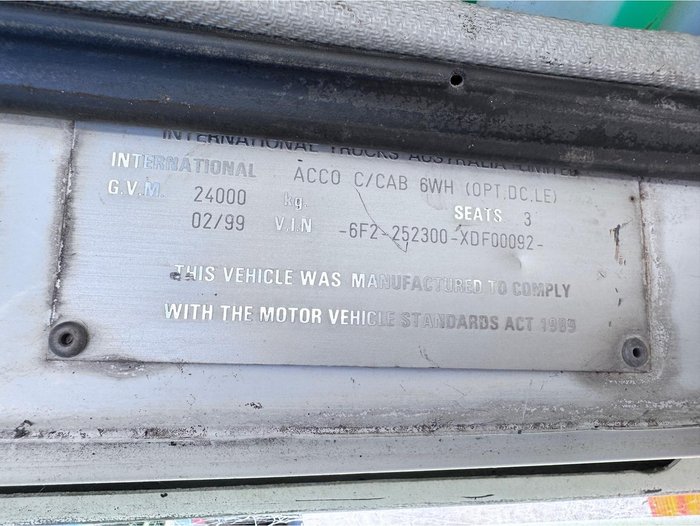 INTERNATIONAL TRUCKS AUSTRALIA LIMITED
INTERNATIONAL ACCO C/CAB 6WH (OPT,DC,LE)
G.V.M. 24000 kg. SEATS 3
02/99 V.I.N -6F2-252300-XDF00092-
THIS VEHICLE WAS MANUFACTURED TO COMPLY
WITH THE MOTOR VEHICLE STANDARDS ACT 1989